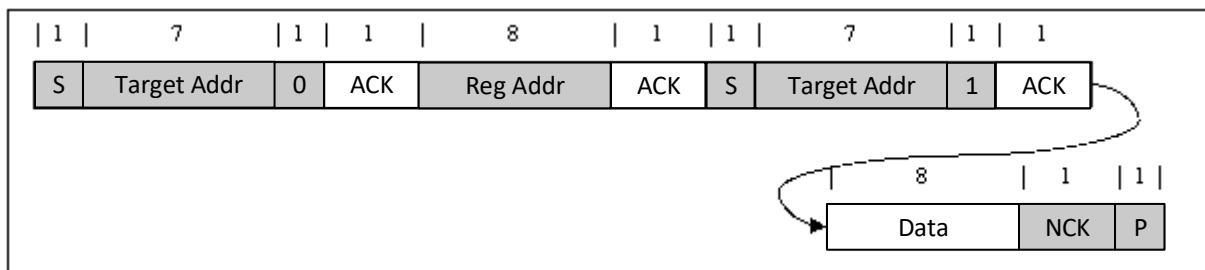 | 1 | 7 | 1 | 1 | 8 | 1 | 1 | 7 | 1 | 1
S Target Addr 0 ACK Reg Addr ACK S Target Addr 1 ACK
| 8 | 1 | 1 |
Data NCK P